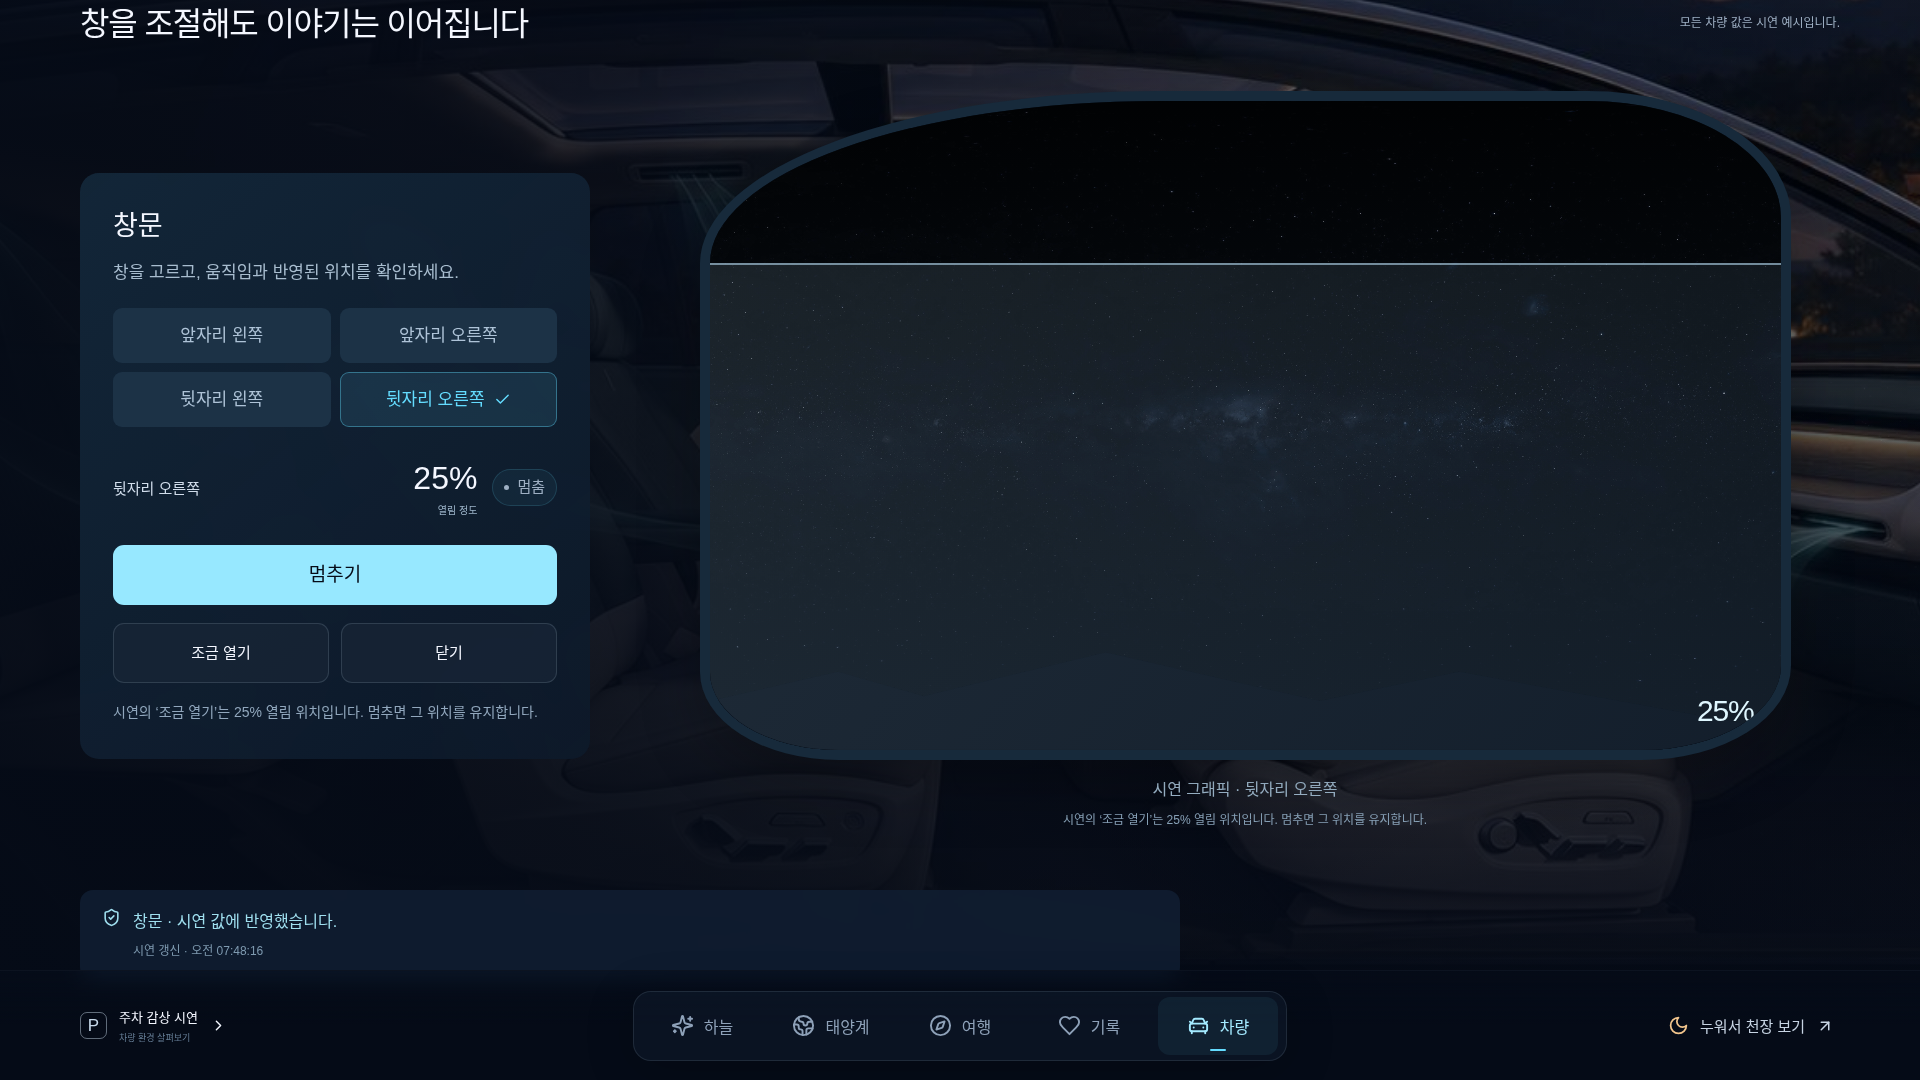 창을 조절해도 이야기는 이어집니다
모든 차량 값은 시연 예시입니다.
창문
창을 고르고, 움직임과 반영된 위치를 확인하세요.
앞자리 왼쪽
앞자리 오른쪽
뒷자리 왼쪽
뒷자리 오른쪽
뒷자리 오른쪽
25%
열림 정도
멈춤
멈추기
조금 열기
닫기
시연의 ‘조금 열기’는 25% 열림 위치입니다. 멈추면 그 위치를 유지합니다.
25%
시연 그래픽 · 뒷자리 오른쪽
시연의 ‘조금 열기’는 25% 열림 위치입니다. 멈추면 그 위치를 유지합니다.
창문 · 시연 값에 반영했습니다.
시연 갱신 · 오전 07:48:16
P
주차 감상 시연
차량 환경 살펴보기
하늘
태양계
여행
기록
차량
누워서 천장 보기